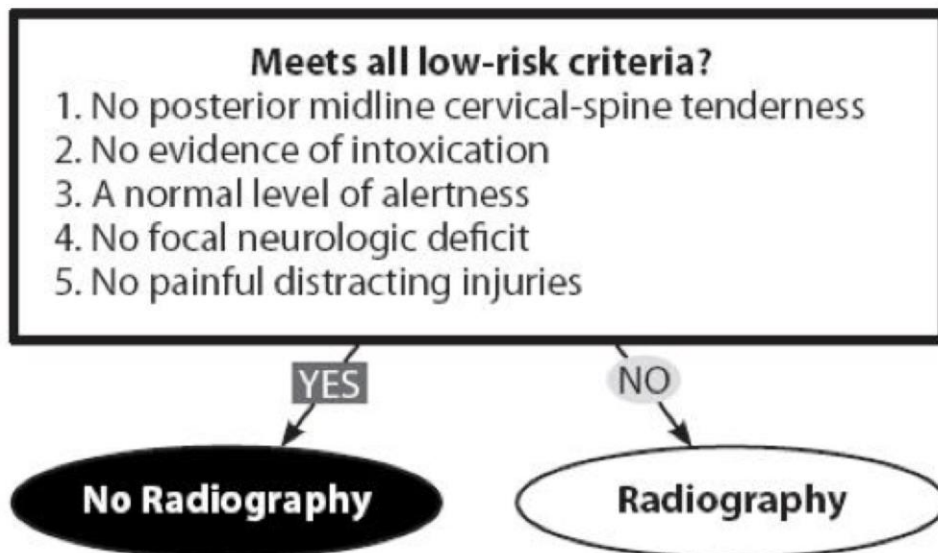 Meets all low-risk criteria?
1. No posterior midline cervical-spine tenderness
2. No evidence of intoxication
3. A normal level of alertness
4. No focal neurologic deficit
5. No painful distracting injuries
YES
NO
No Radiography
Radiography